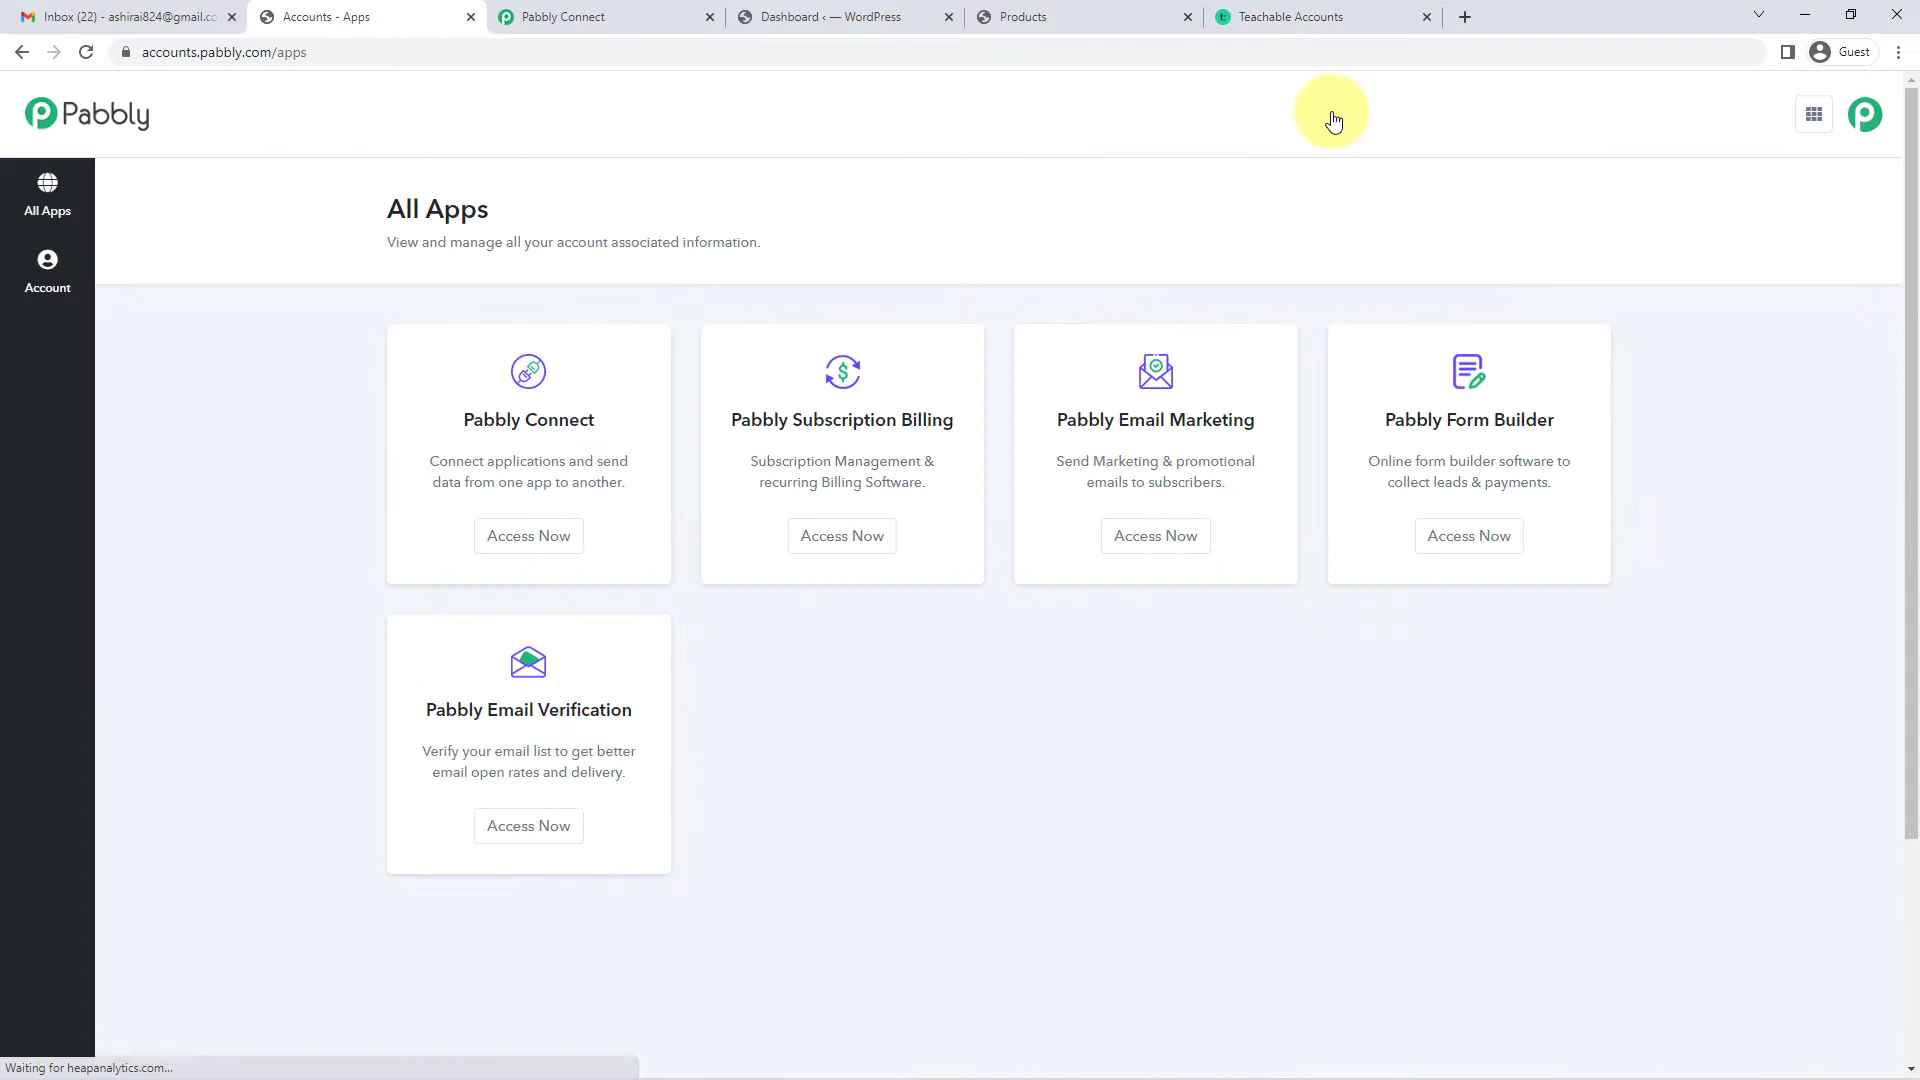 Inbox (22) - ashirai824@gmail.co
Accounts - Apps
Pabbly Connect
Dashboard ‹ — WordPress
Products
Teachable Accounts
accounts.pabbly.com/apps
Guest
Pabbly
All Apps
Account
All Apps
View and manage all your account associated information.
Pabbly Connect
Connect applications and send
data from one app to another.
Access Now
Pabbly Subscription Billing
Subscription Management &
recurring Billing Software.
Access Now
Pabbly Email Marketing
Send Marketing & promotional
emails to subscribers.
Access Now
Pabbly Form Builder
Online form builder software to
collect leads & payments.
Access Now
Pabbly Email Verification
Verify your email list to get better
email open rates and delivery.
Access Now
Waiting for heapanalytics.com...